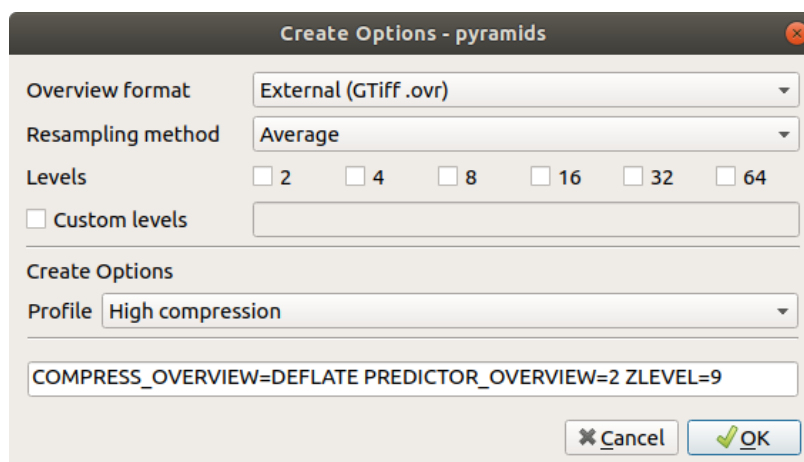 Create Options - pyramids
Overview format External (GTiff .ovr)
Resampling method Average
Levels 2 4 8 16 32 64
Custom levels
Create Options
Profile High compression
COMPRESS_OVERVIEW=DEFLATE PREDICTOR_OVERVIEW=2 ZLEVEL=9
Cancel OK